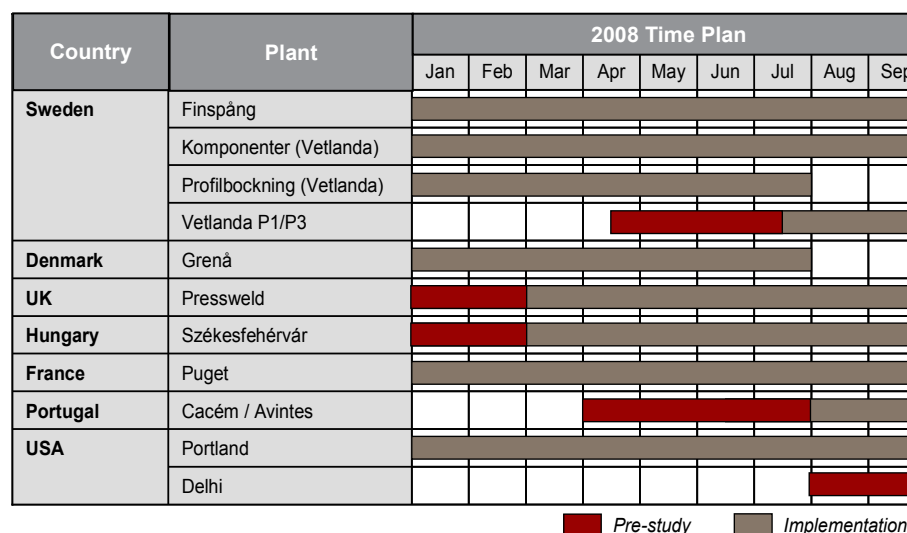 Country Plant 2008 Time Plan
Jan Feb Mar Apr May Jun Jul Aug Sep
Sweden Finspång
Komponenter (Vetlanda)
Profilbockning (Vetlanda)
Vetlanda P1/P3
Denmark Grenå
UK Pressweld
Hungary Székesfehérvár
France Puget
Portugal Cacém / Avintes
USA Portland
Delhi
Pre-study Implementation